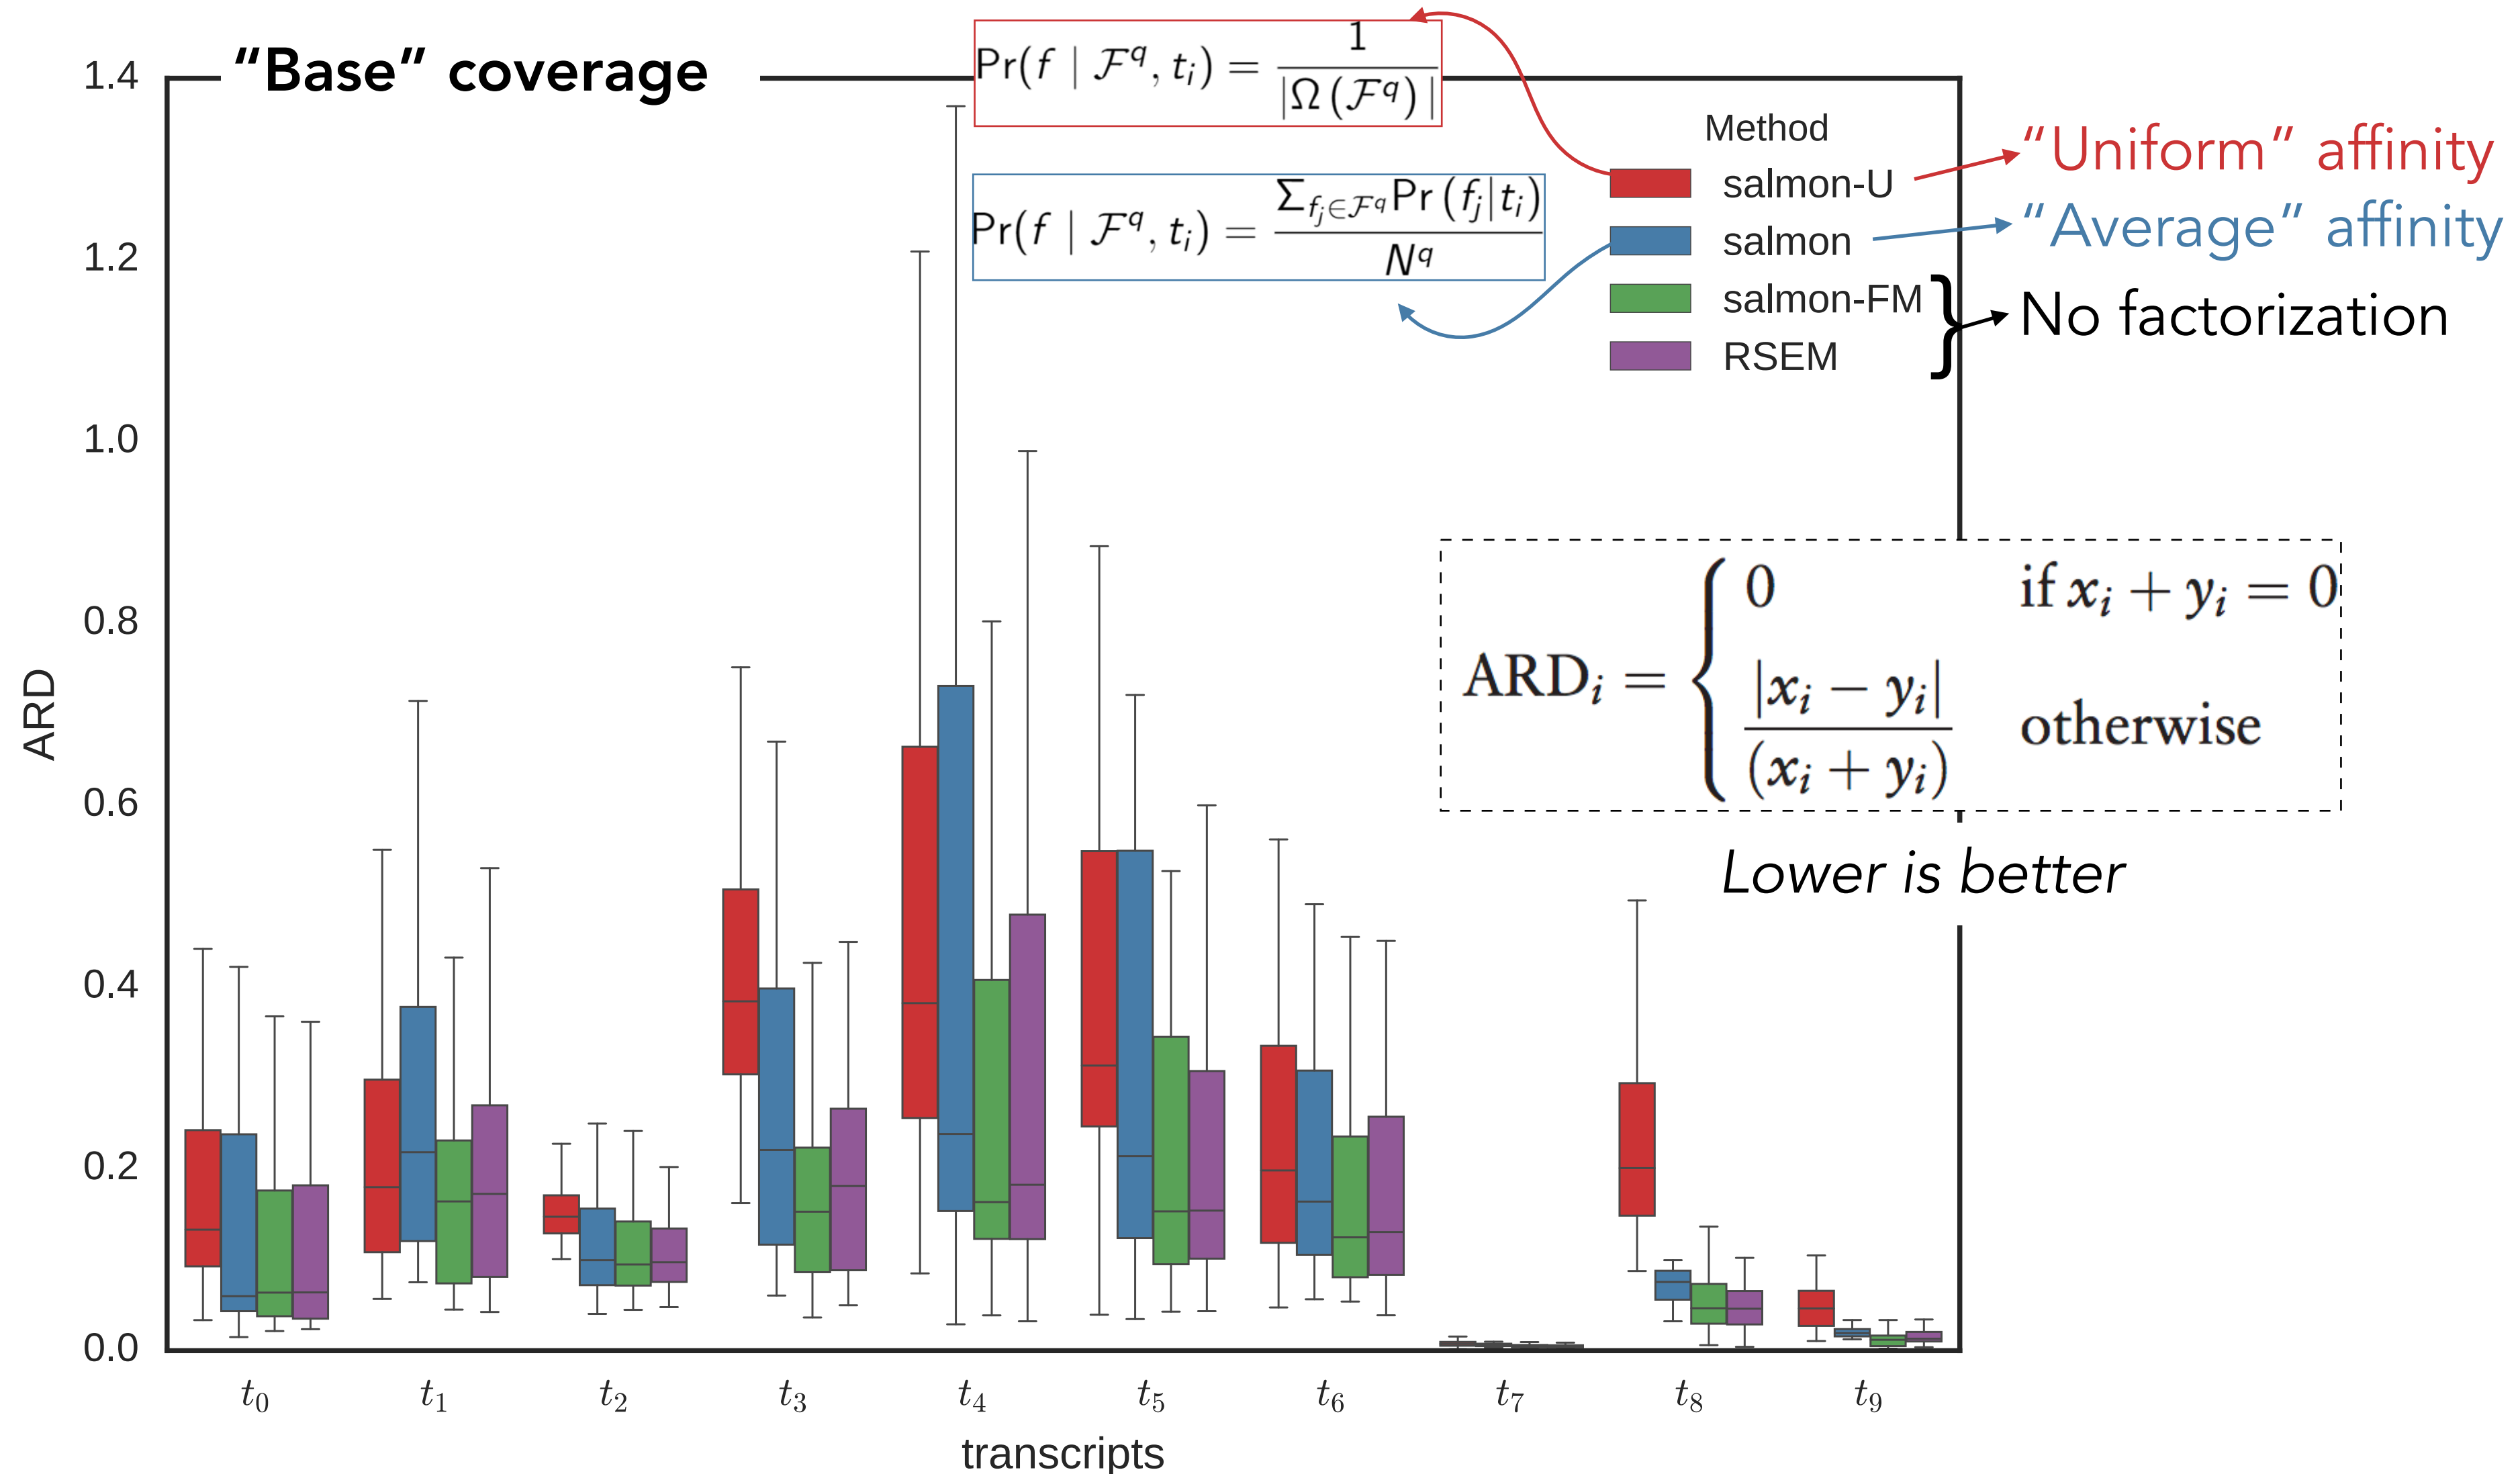 “Base” coverage
Pr(f | ℱ^q, t_i) = 1 / |Ω (ℱ^q)|
Pr(f | ℱ^q, t_i) = Σ_{f_j∈ℱ^q} Pr (f_j|t_i) / N^q
Method
salmon-U
salmon
salmon-FM
RSEM
“Uniform” affinity
“Average” affinity
No factorization
ARD_i = { 0 if x_i + y_i = 0
|x_i − y_i| / (x_i + y_i) otherwise
Lower is better
ARD
1.4
1.2
1.0
0.8
0.6
0.4
0.2
0.0
t_0 t_1 t_2 t_3 t_4 t_5 t_6 t_7 t_8 t_9
transcripts